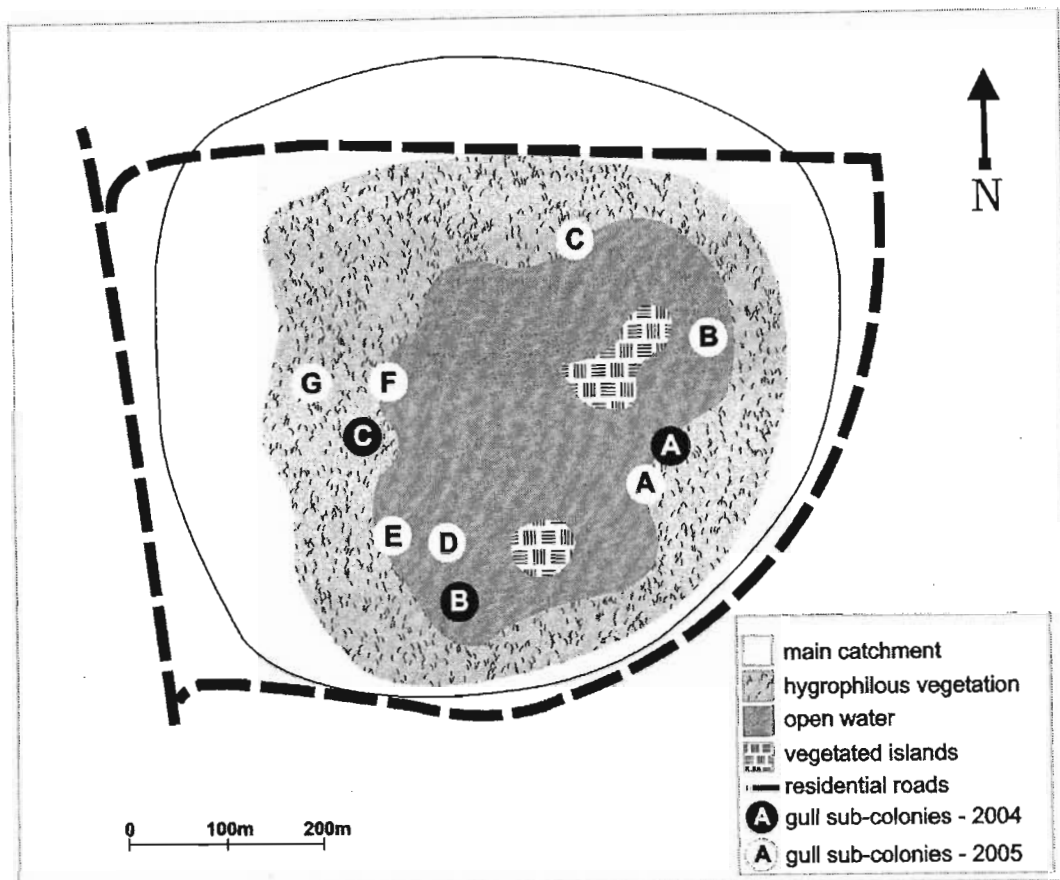 N
C
B
G
F
C
A
A
E
D
B
main catchment
hygrophilous vegetation
open water
vegetated islands
residential roads
A gull sub-colonies - 2004
A gull sub-colonies - 2005
0 100m 200m